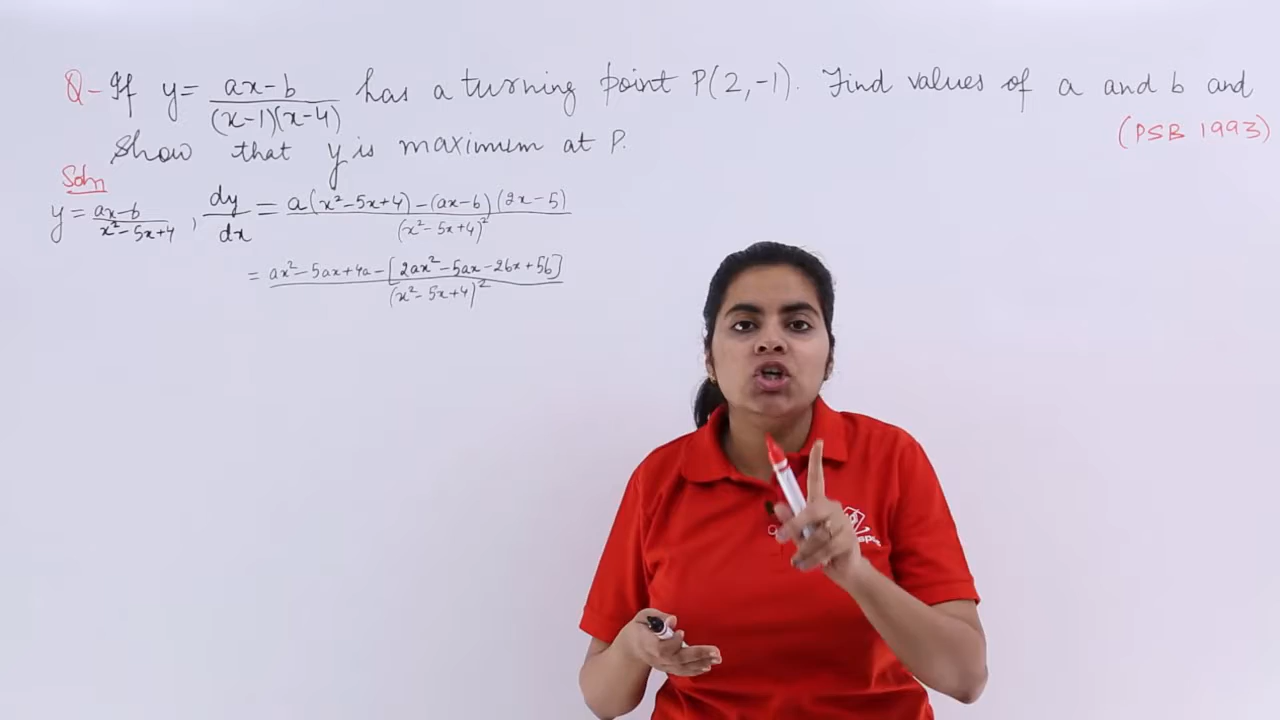 Q- If y = (ax-b)/((x-1)(x-4)) has a turning point P(2,-1). Find values of a and b and
Show that y is maximum at P.
(PSB 1993)
Soln
y = (ax-b)/(x²-5x+4) , dy/dx = (a(x²-5x+4)-(ax-b)(2x-5))/(x²-5x+4)²
= (ax²-5ax+4a-[2ax²-5ax-2bx+5b])/(x²-5x+4)²